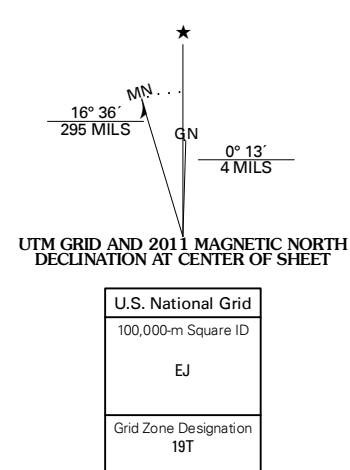 ★
MN
16° 36´
295 MILS
GN
0° 13´
4 MILS
UTM GRID AND 2011 MAGNETIC NORTH
DECLINATION AT CENTER OF SHEET
U.S. National Grid
100,000-m Square ID
EJ
Grid Zone Designation
19T